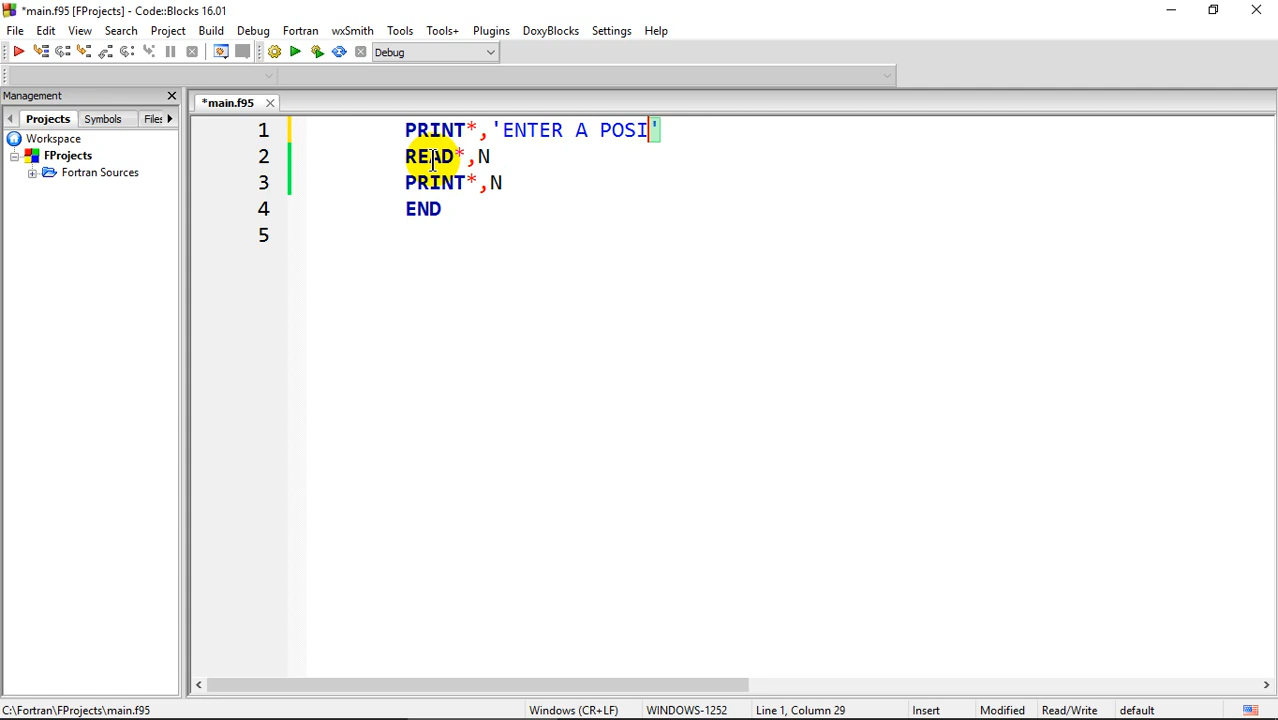 *main.f95 [FProjects] - Code::Blocks 16.01
File Edit View Search Project Build Debug Fortran wxSmith Tools Tools+ Plugins DoxyBlocks Settings Help
Debug
Management
Projects Symbols Files
*main.f95
Workspace
FProjects
Fortran Sources
1 PRINT*,'ENTER A POSI'
2 READ*,N
3 PRINT*,N
4 END
5
C:\Fortran\FProjects\main.f95 Windows (CR+LF) WINDOWS-1252 Line 1, Column 29 Insert Modified Read/Write default